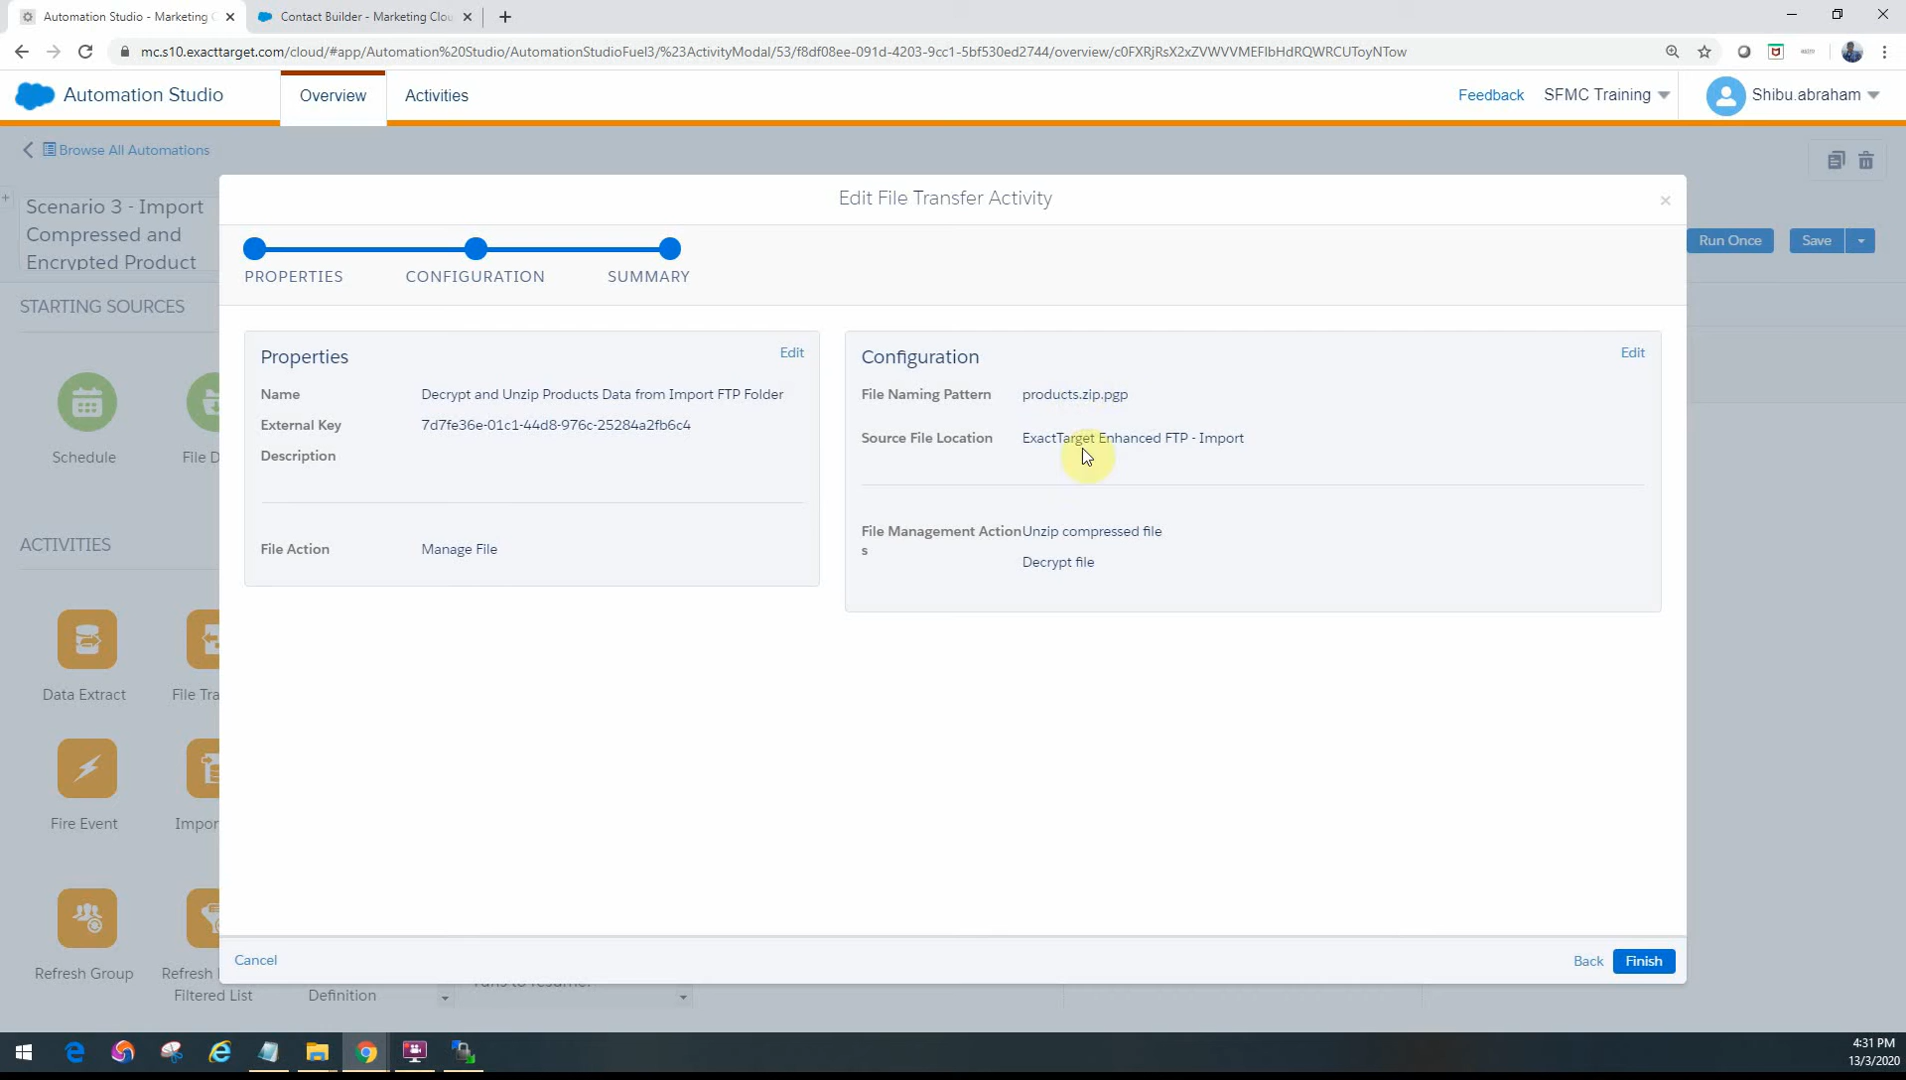 Automation Studio - Marketing C
Contact Builder - Marketing Clou
mc.s10.exacttarget.com/cloud/#app/Automation%20Studio/AutomationStudioFuel3/%23ActivityModal/53/f8df08ee-091d-4203-9cc1-5bf530ed2744/overview/c0FXRjRsX2xZVWVVMEFIbHdRQWRCUToyNTow
Automation Studio
Overview
Activities
Feedback
SFMC Training
Shibu.abraham
Browse All Automations
Scenario 3 - Import
Compressed and
Encrypted Product
Run Once
Save
STARTING SOURCES
Schedule
File D
ACTIVITIES
Data Extract
File Tra
Fire Event
Impor
Refresh Group
Refresh
Filtered List
Definition
runs to resume.
Edit File Transfer Activity
PROPERTIES
CONFIGURATION
SUMMARY
Properties
Edit
Name
Decrypt and Unzip Products Data from Import FTP Folder
External Key
7d7fe36e-01c1-44d8-976c-25284a2fb6c4
Description
File Action
Manage File
Configuration
Edit
File Naming Pattern
products.zip.pgp
Source File Location
ExactTarget Enhanced FTP - Import
File Management Action
s
Unzip compressed file
Decrypt file
Cancel
Back
Finish
4:31 PM
13/3/2020